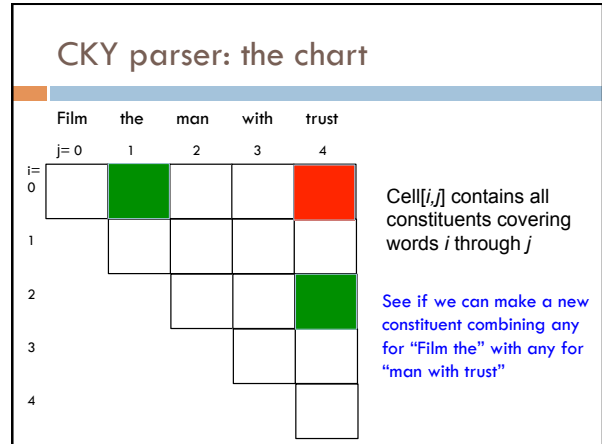 CKY parser: the chart
Film the man with trust
j= 0 1 2 3 4
i=
0
1
2
3
4
Cell[i,j] contains all
constituents covering
words i through j
See if we can make a new
constituent combining any
for “Film the” with any for
“man with trust”